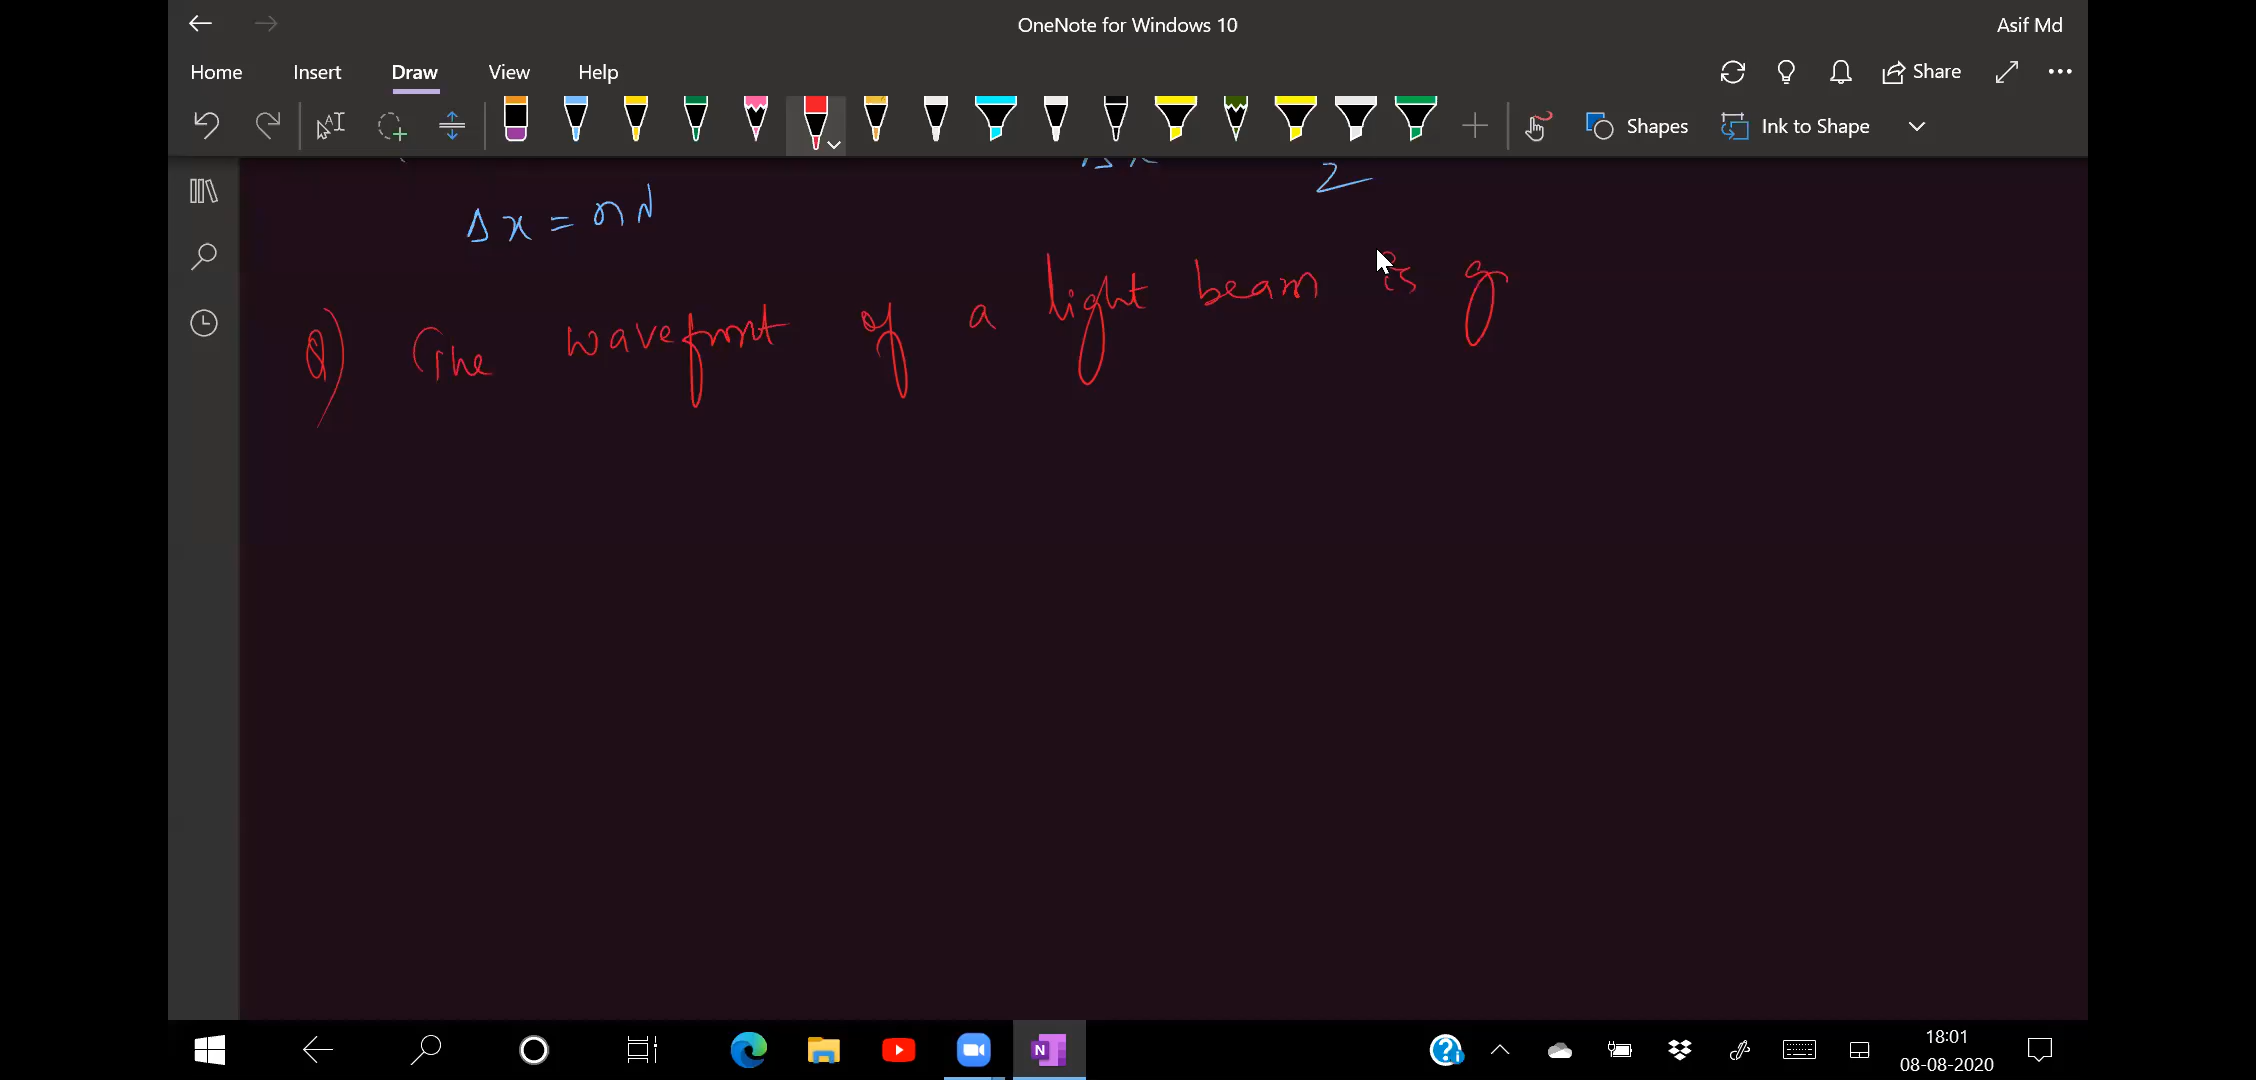 OneNote for Windows 10
Asif Md
Home Insert Draw View Help
Share
Shapes
Ink to Shape
2
Δx = nλ
Q) The wavefront of a light beam is g
18:01
08-08-2020